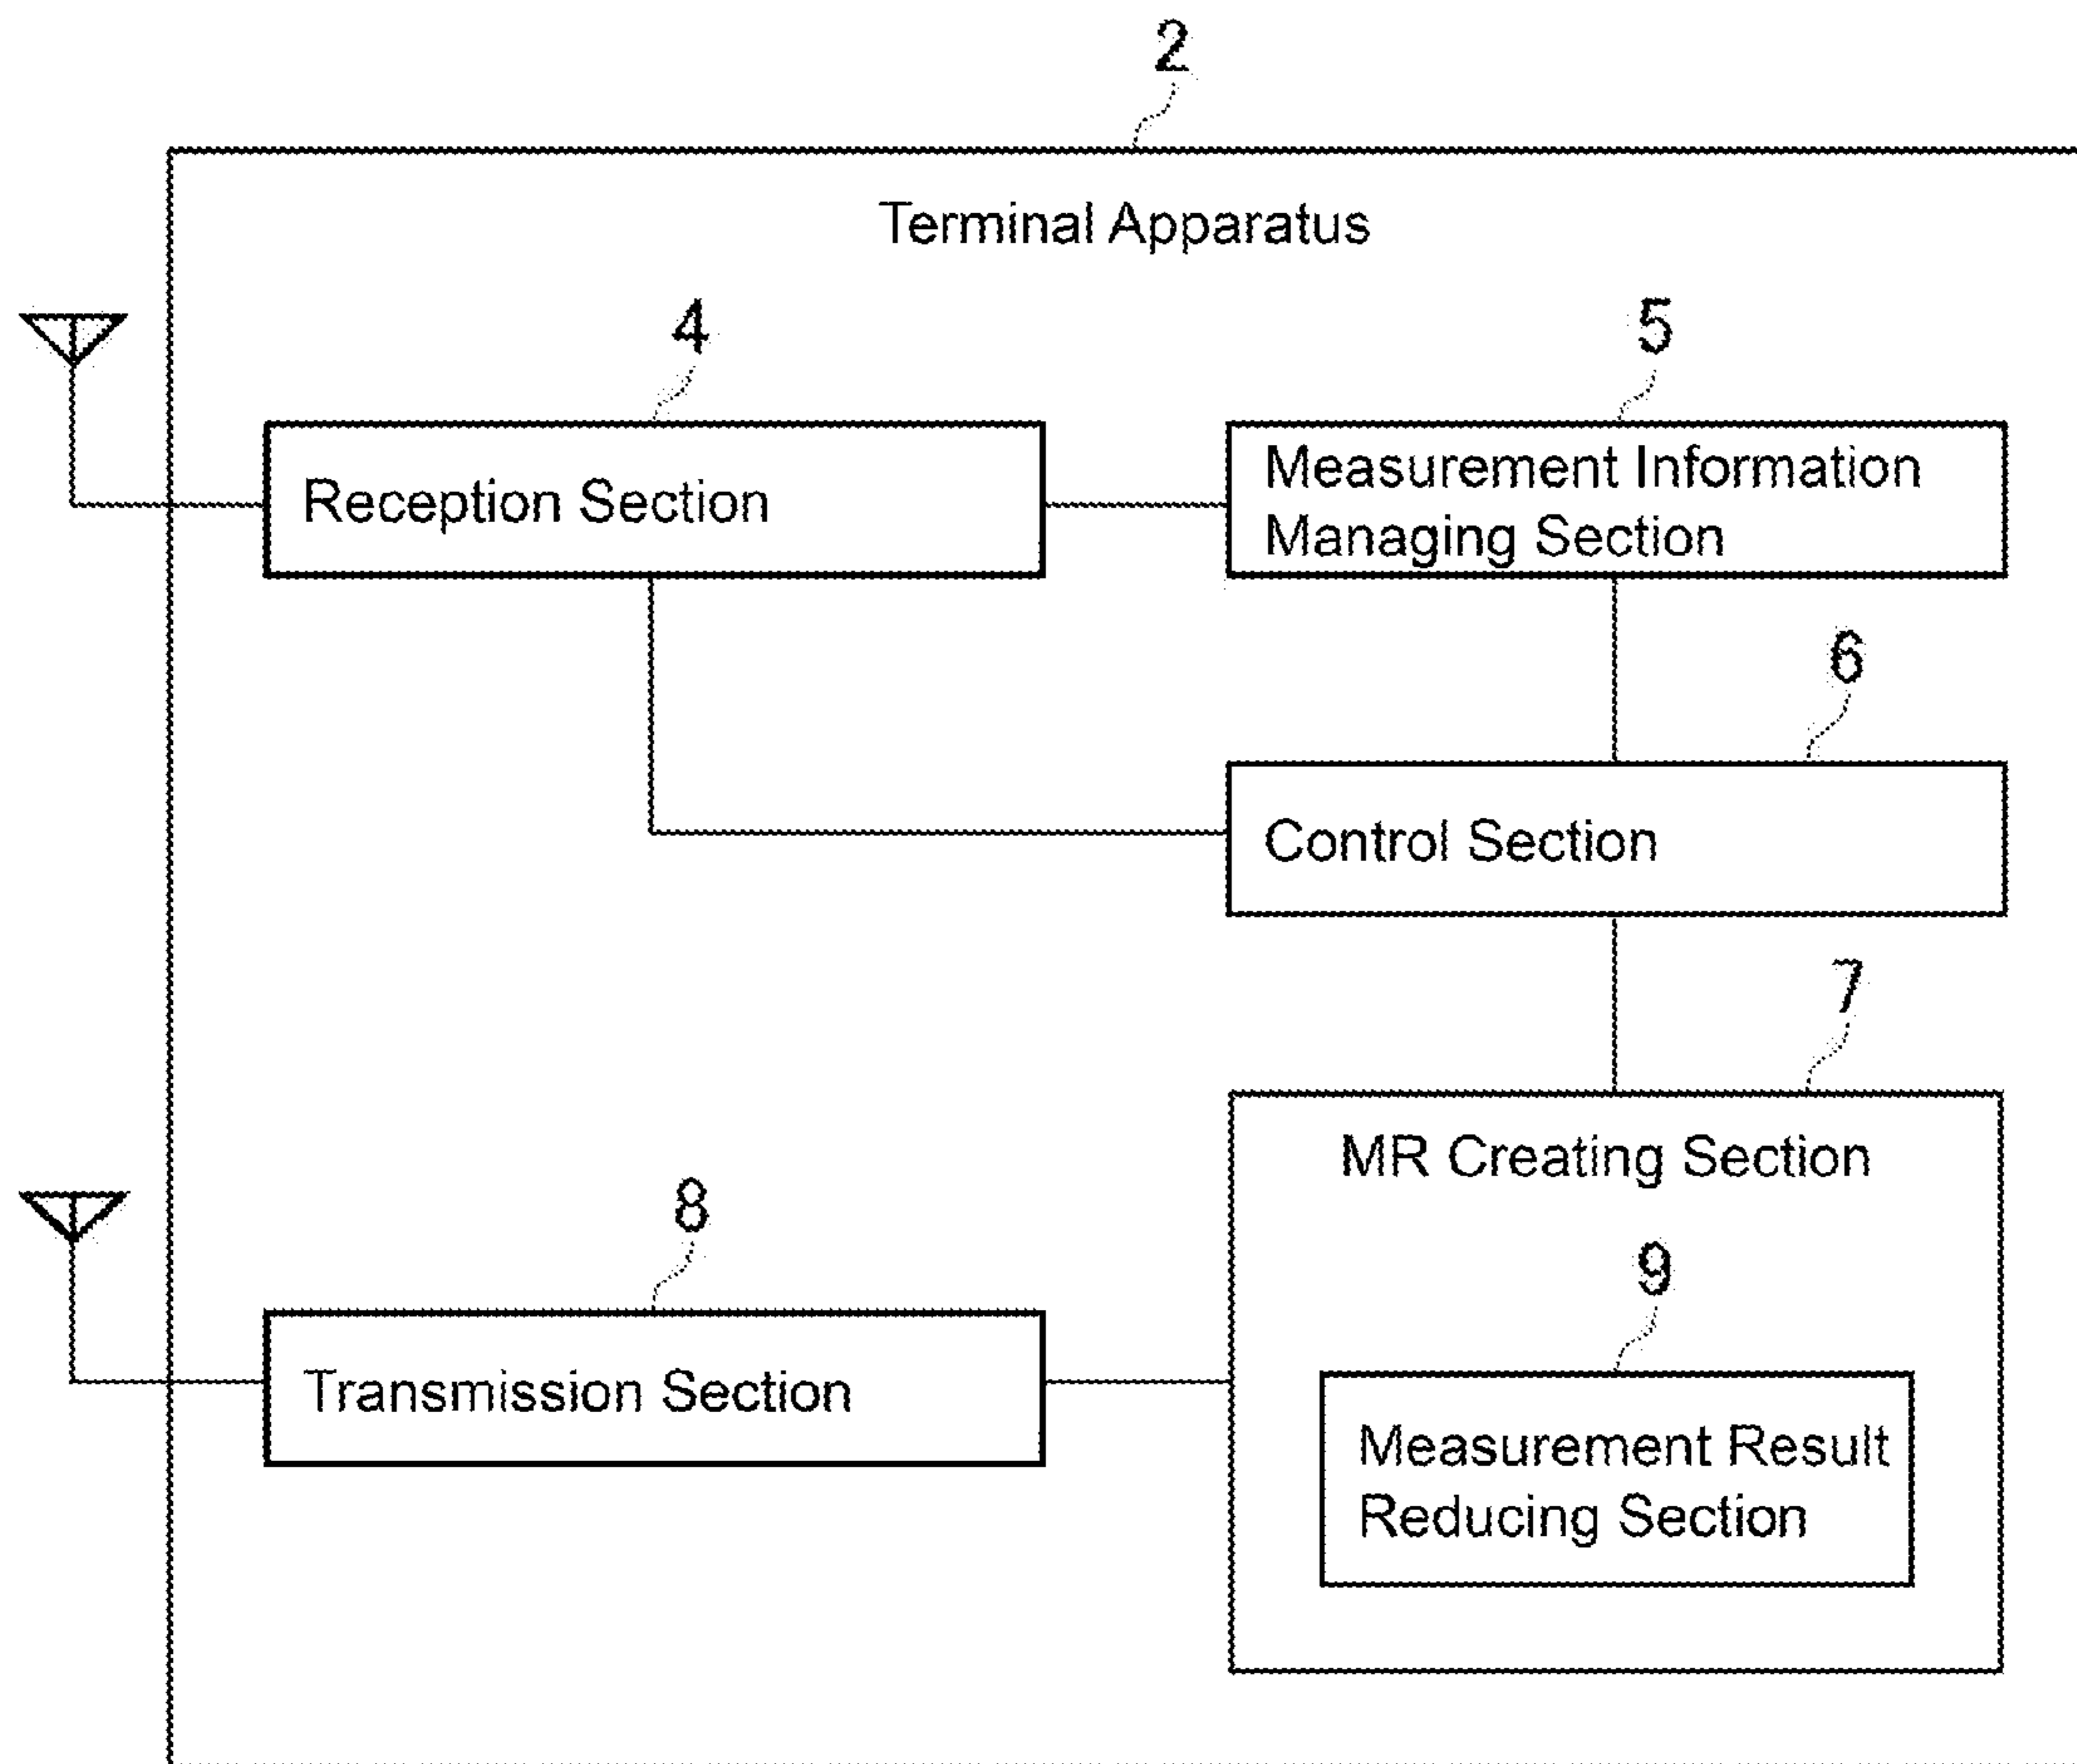 2
Terminal Apparatus
4
5
Reception Section
Measurement Information
Managing Section
6
Control Section
7
MR Creating Section
8
9
Transmission Section
Measurement Result
Reducing Section